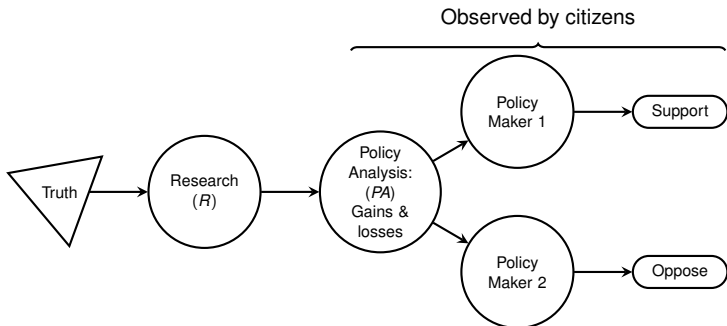 Observed by citizens
Truth
Research
(R)
Policy
Analysis:
(PA)
Gains &
losses
Policy
Maker 1
Support
Policy
Maker 2
Oppose